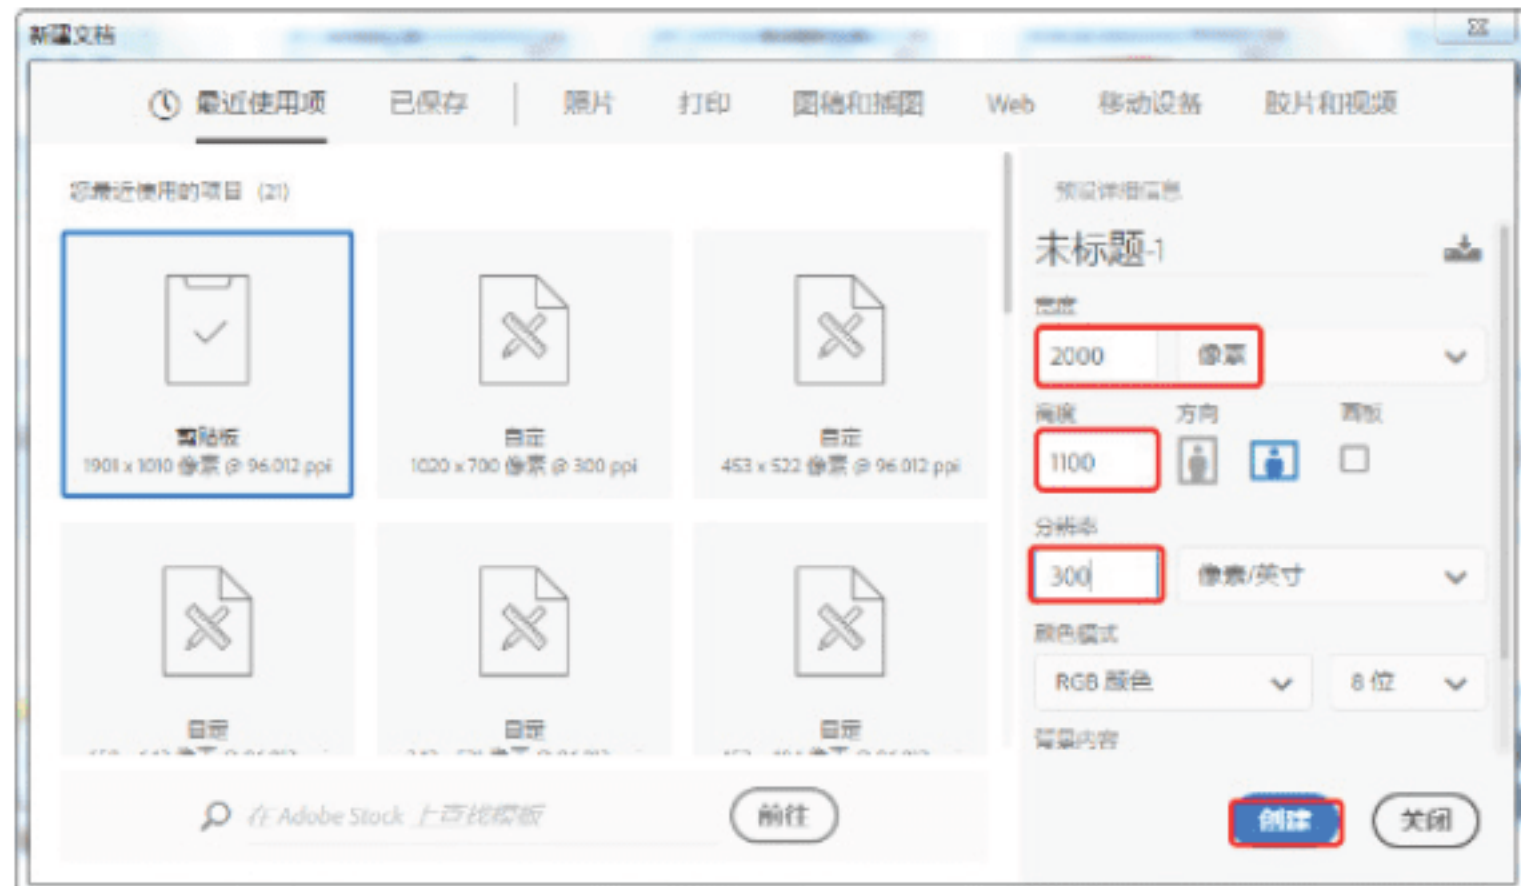 新建文档
最近使用项 已保存 照片 打印 图稿和插图 Web 移动设备 胶片和视频
您最近使用的项目 (21)
剪贴板
1901 x 1010 像素 @ 96.012 ppi
自定
1020 x 700 像素 @ 300 ppi
自定
453 x 522 像素 @ 96.012 ppi
自定
自定
自定
在 Adobe Stock 上查找模板
前往
预设详细信息
未标题-1
宽度
2000 像素
高度 方向 画板
1100
分辨率
300 像素/英寸
颜色模式
RGB 颜色 8 位
背景内容
创建 关闭